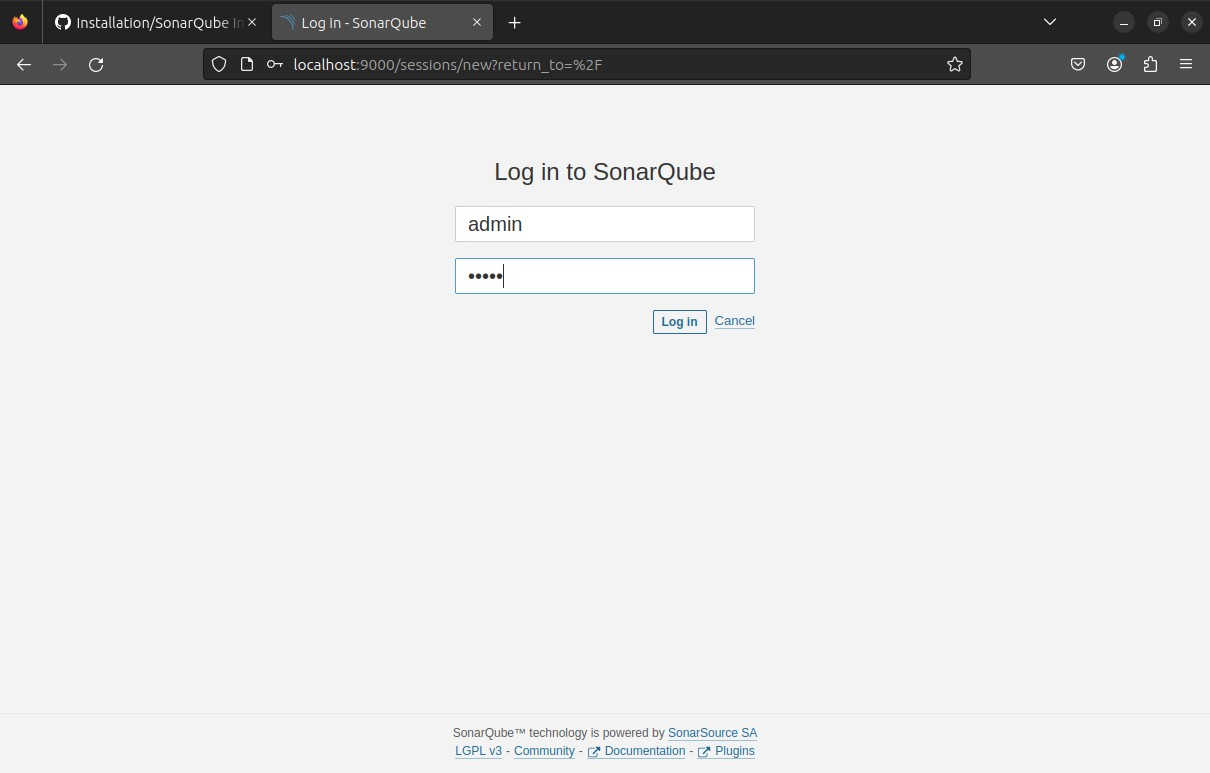 Installation/SonarQube In
Log in - SonarQube
localhost:9000/sessions/new?return_to=%2F
Log in to SonarQube
admin
•••••
Log in Cancel
SonarQube™ technology is powered by SonarSource SA
LGPL v3 - Community - Documentation - Plugins